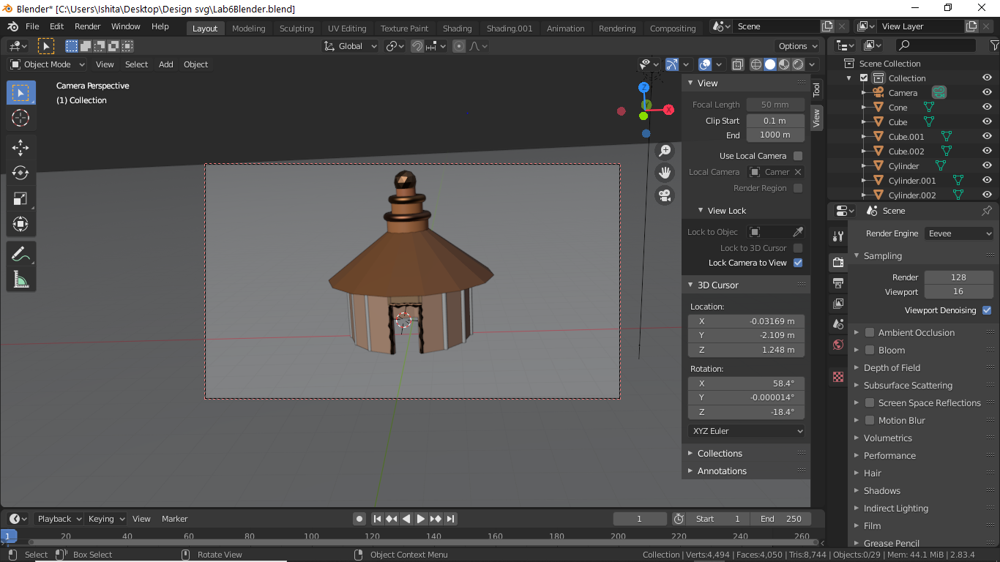 Blender* [C:\Users\Ishita\Desktop\Design svg\Lab6Blender.blend]
File Edit Render Window Help Layout Modeling Sculpting UV Editing Texture Paint Shading Shading.001 Animation Rendering Compositing Scene View Layer
Global Options
Object Mode View Select Add Object
Camera Perspective
(1) Collection
Z
X
View
Focal Length 50 mm
Clip Start 0.1 m
End 1000 m
Use Local Camera
Local Camera Camer
Render Region
View Lock
Lock to Objec
Lock to 3D Cursor
Lock Camera to View
3D Cursor
Location:
X -0.03169 m
Y -2.109 m
Z 1.248 m
Rotation:
X 58.4°
Y -0.000014°
Z -18.4°
XYZ Euler
Collections
Annotations
Tool
View
Scene Collection
Collection
Camera
Cone
Cube
Cube.001
Cube.002
Cylinder
Cylinder.001
Cylinder.002
Scene
Render Engine Eevee
Sampling
Render 128
Viewport 16
Viewport Denoising
Ambient Occlusion
Bloom
Depth of Field
Subsurface Scattering
Screen Space Reflections
Motion Blur
Volumetrics
Performance
Hair
Shadows
Indirect Lighting
Film
Grease Pencil
Playback Keying View Marker 1 Start 1 End 250
1 20 40 60 80 100 120 140 160 180 200 220 240 260
Select Box Select Rotate View Object Context Menu Collection | Verts:4,494 | Faces:4,050 | Tris:8,744 | Objects:0/29 | Mem: 44.1 MiB | 2.83.4